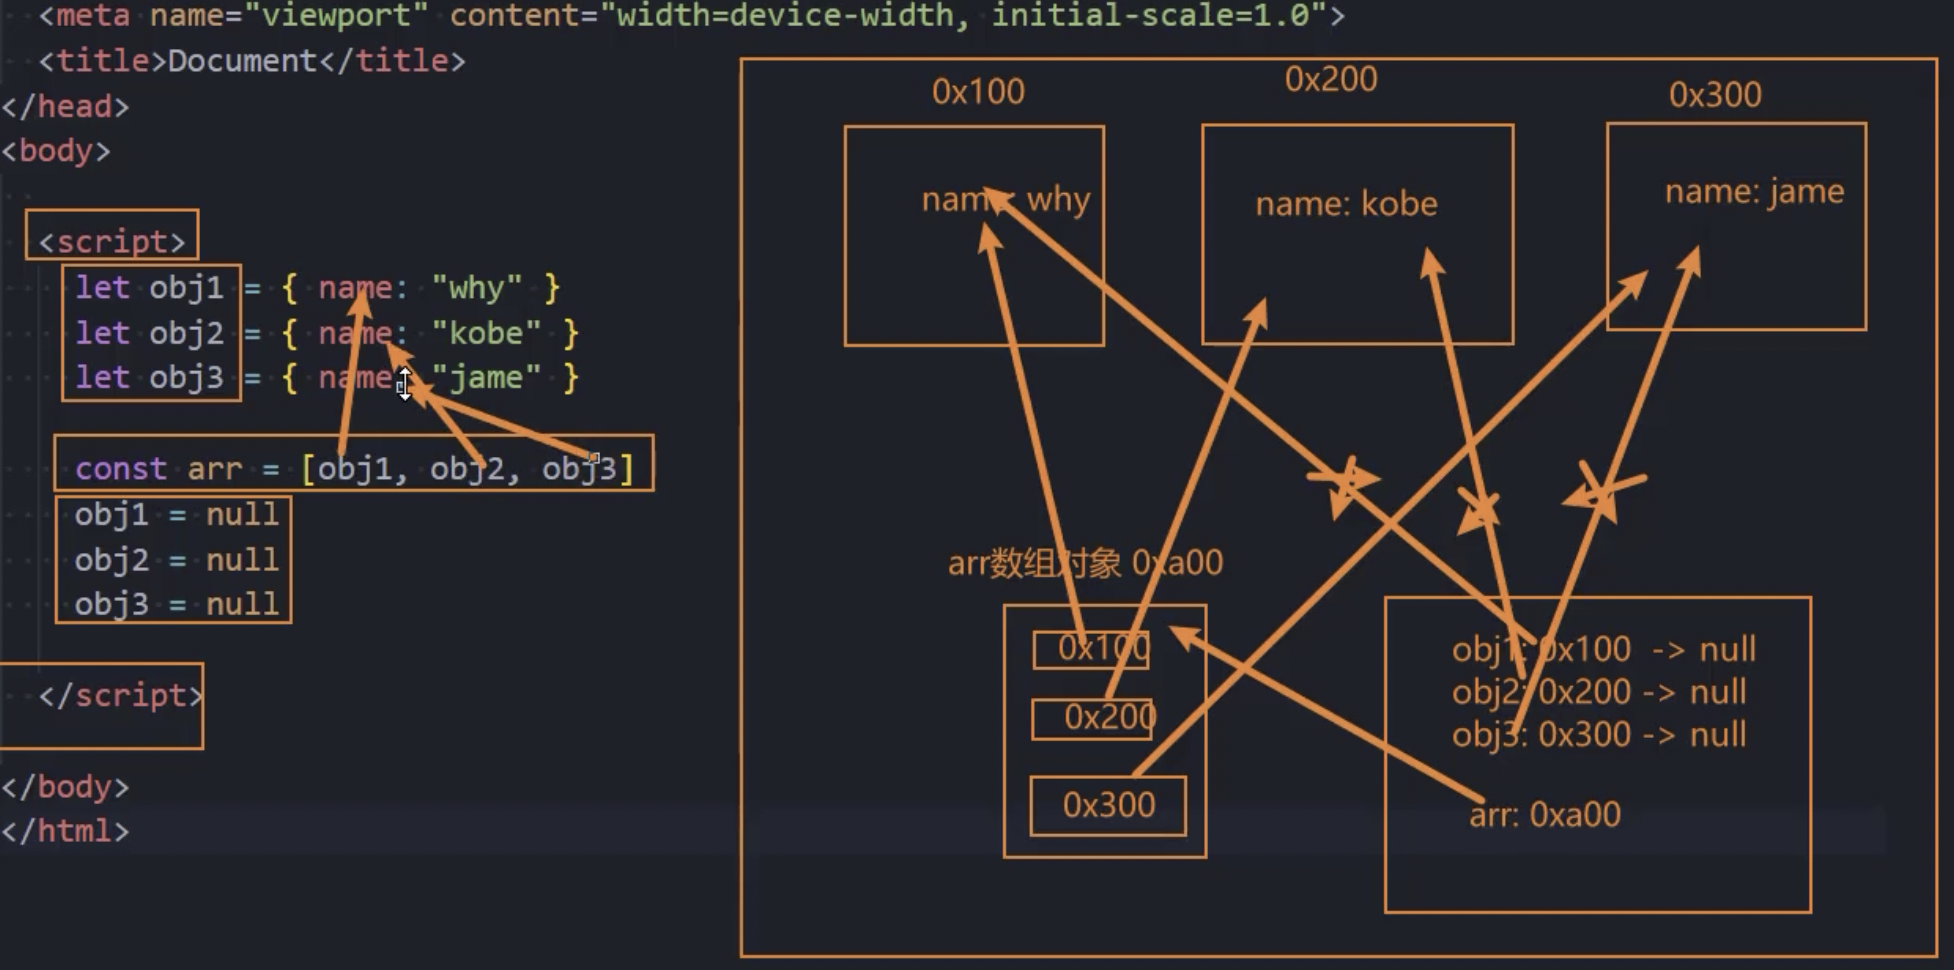 <meta name="viewport" content="width=device-width, initial-scale=1.0">
<title>Document</title>
</head>
<body>
<script>
let obj1 = { name: "why" }
let obj2 = { name: "kobe" }
let obj3 = { name: "jame" }
const arr = [obj1, obj2, obj3]
obj1 = null
obj2 = null
obj3 = null
</script>
</body>
</html>
0x100
0x200
0x300
name: why
name: kobe
name: jame
arr数组对象 0xa00
0x100
0x200
0x300
obj1: 0x100 -> null
obj2: 0x200 -> null
obj3: 0x300 -> null
arr: 0xa00